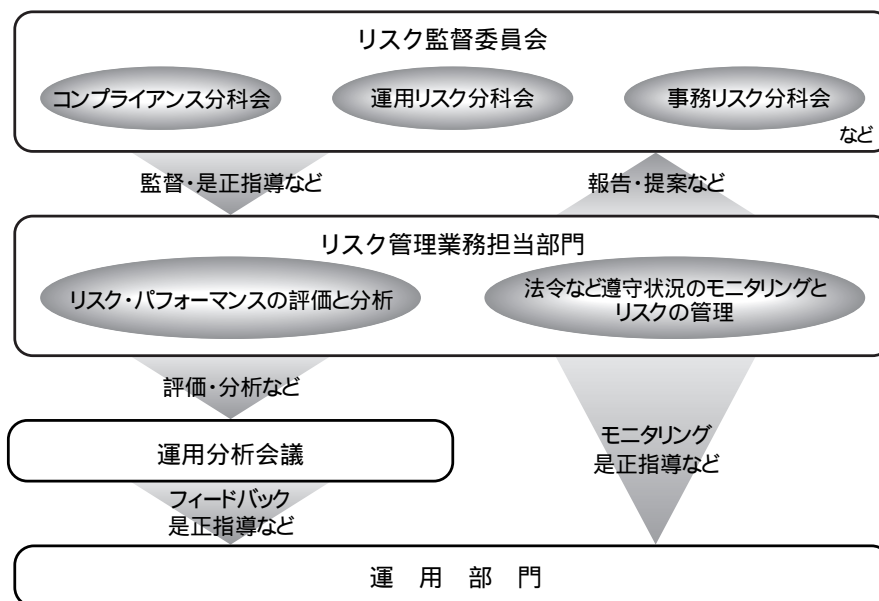 リスク監督委員会
コンプライアンス分科会
運用リスク分科会
事務リスク分科会
など
監督・是正指導など
報告・提案など
リスク管理業務担当部門
リスク・パフォーマンスの評価と分析
法令など遵守状況のモニタリングと
リスクの管理
評価・分析など
運用分析会議
モニタリング
是正指導など
フィードバック
是正指導など
運 用 部 門